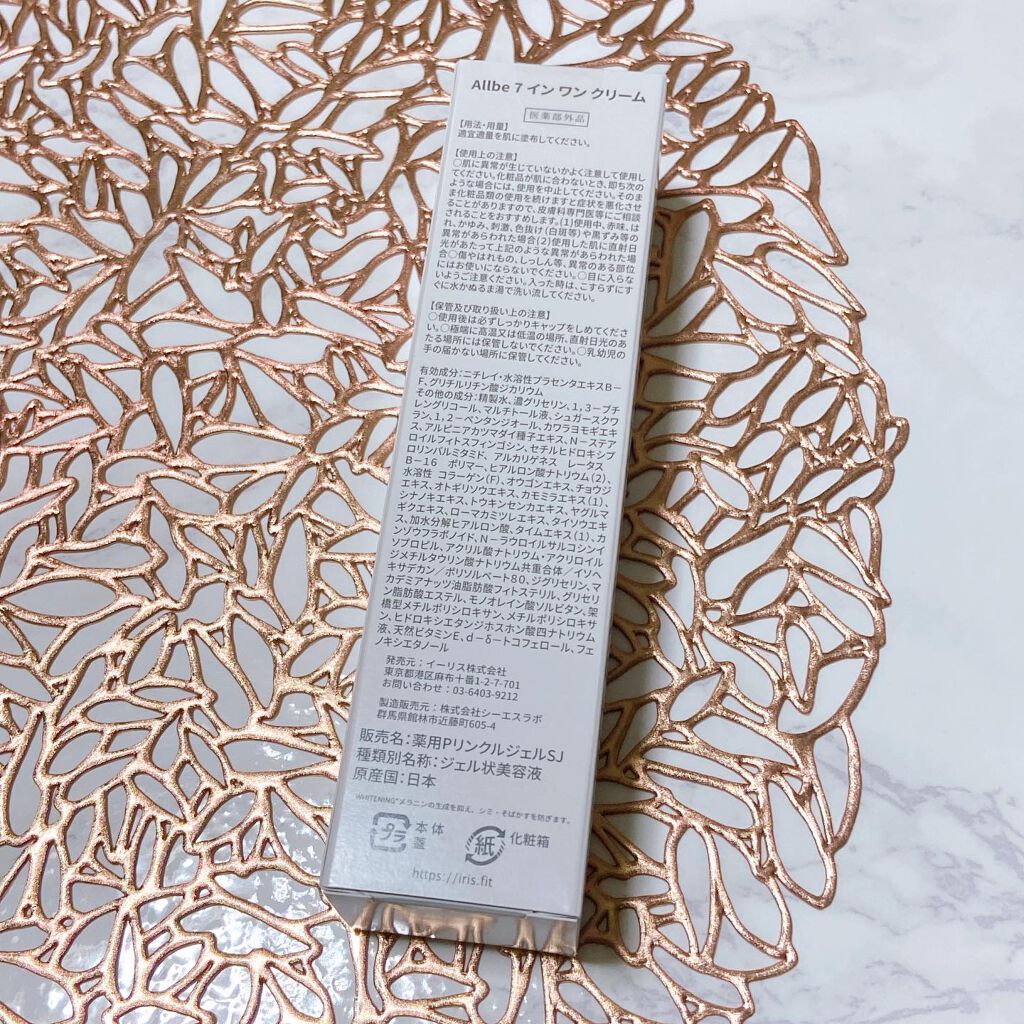 Allbe 7 イン ワン クリーム
医薬部外品
【用法・用量】
適宜適量を肌に塗布してください。
【使用上の注意】
○肌に異常が生じていないかよく注意して使用
してください。化粧品が肌に合わないとき、即ち次の
ような場合には、使用を中止してください。そのま
ま化粧品類の使用を続けますと症状を悪化させ
ることがありますので、皮膚科専門医等にご相談
されることをおすすめします。(1)使用中、赤味、は
れ、かゆみ、刺激、色抜け(白斑等)や黒ずみ等の
異常があらわれた場合(2)使用した肌に直射日
光があたって上記のような異常があらわれた場
合○傷やはれもの、しっしん等、異常のある部位
にはお使いにならないでください。○目に入らな
いようご注意ください。入った時は、こすらずにす
ぐに水かぬるま湯で洗い流してください。
【保管及び取り扱い上の注意】
○使用後は必ずしっかりキャップをしめてくださ
い。○極端に高温又は低温の場所、直射日光のあ
たる場所には保管しないでください。○乳幼児の
手の届かない場所に保管してください。
有効成分:ニチレイ・水溶性プラセンタエキスB－
F、グリチルリチン酸ジカリウム
その他の成分:精製水、濃グリセリン、1,3－ブチ
レングリコール、マルチトール液、シュガースクワ
ラン、1,2－ペンタンジオール、カワラヨモギエキ
ス、アルピニアカツマダイ種子エキス、N－ステア
ロイルフィトスフィンゴシン、セチルヒドロキシプ
ロリンパルミタミド、アルカリゲネス レータス
B－16 ポリマー、ヒアルロン酸ナトリウム(2)、
水溶性 コラーゲン(F)、オウゴンエキス、チョウジ
エキス、オトギリソウエキス、カモミラエキス(1)、
シナノキエキス、トウキンセンカエキス、ヤグルマ
ギクエキス、ローマカミツレエキス、タイソウエキ
ス、加水分解ヒアルロン酸、タイムエキス(1)、カ
ンゾウフラボノイド、N－ラウロイルサルコシンイ
ソプロピル、アクリル酸ナトリウム・アクリロイル
ジメチルタウリン酸ナトリウム共重合体／イソヘ
キサデカン／ポリソルベート80、ジグリセリン、マ
カデミアナッツ油脂肪酸フィトステリル、グリセリ
ン脂肪酸エステル、モノオレイン酸ソルビタン、架
橋型メチルポリシロキサン、メチルポリシロキサ
ン、ヒドロキシエタンジホスホン酸四ナトリウム
液、天然ビタミンE、d－δ－トコフェロール、フェ
ノキシエタノール
発売元：イーリス株式会社
東京都港区麻布十番1-2-7-701
お問い合わせ：03-6403-9212
製造販売元：株式会社シーエスラボ
群馬県館林市近藤町605-4
販売名：薬用PリンクルジェルSJ
種類別名称：ジェル状美容液
原産国：日本
WHITENING*メラニンの生成を抑え、シミ・そばかすを防ぎます。
プラ 本体 蓋 紙 化粧箱
https://iris.fit